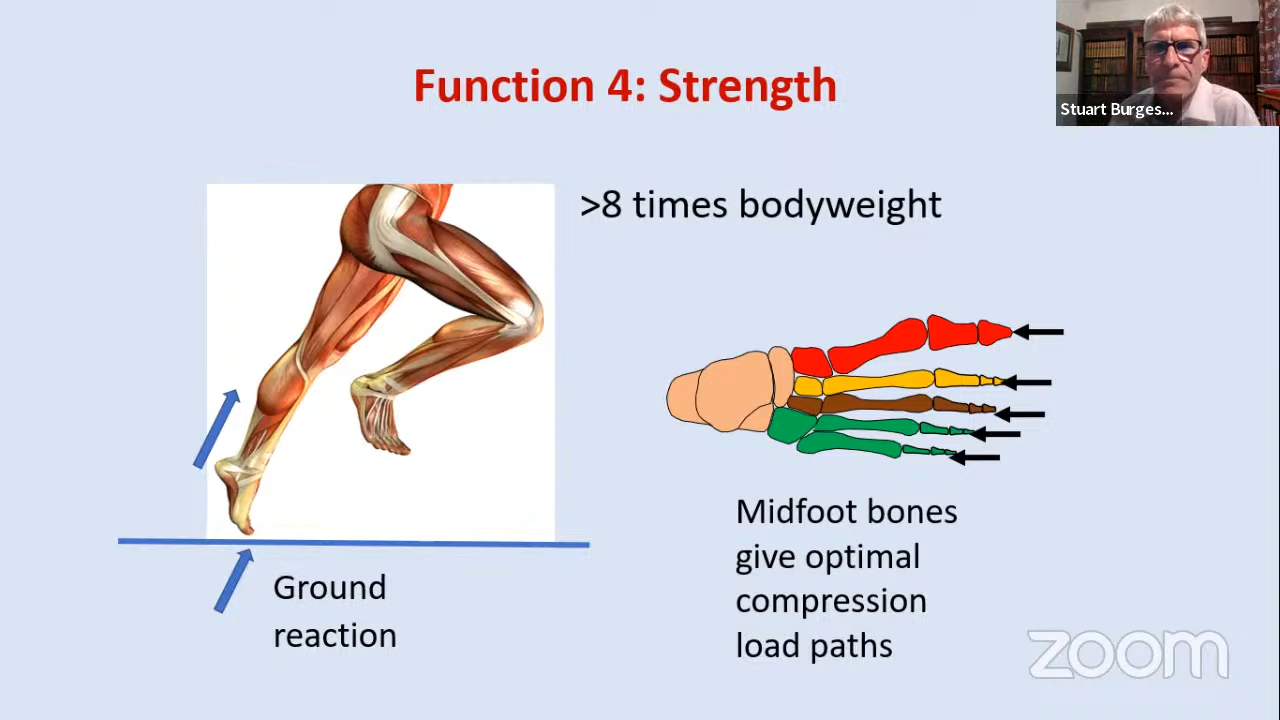 Function 4: Strength
Stuart Burges...
>8 times bodyweight
Midfoot bones
give optimal
compression
load paths
Ground
reaction
zoom